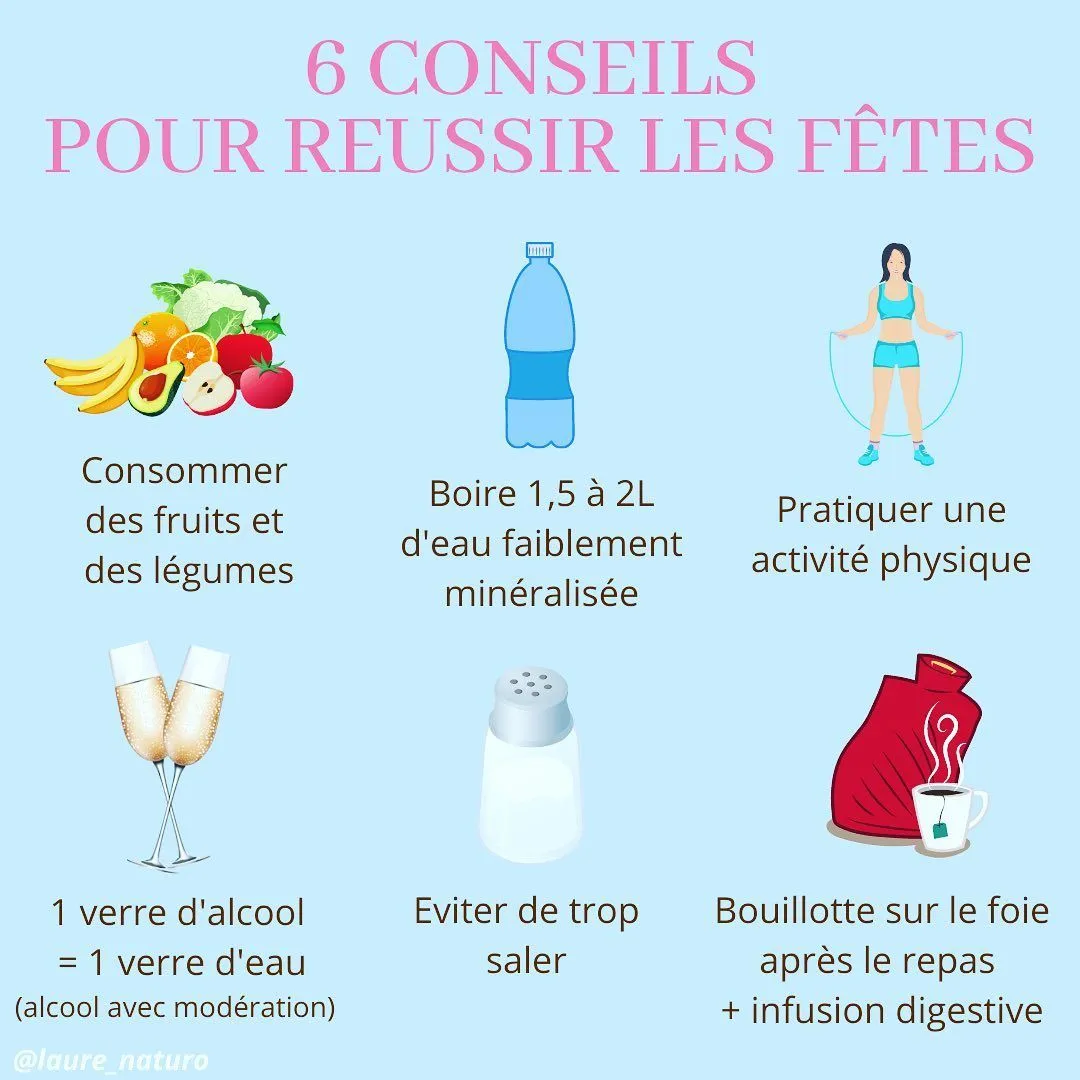 6 CONSEILS
POUR REUSSIR LES FÊTES
Consommer
des fruits et
des légumes
Boire 1,5 à 2L
d'eau faiblement
minéralisée
Pratiquer une
activité physique
1 verre d'alcool
= 1 verre d'eau
(alcool avec modération)
Eviter de trop
saler
Bouillotte sur le foie
après le repas
+ infusion digestive
@laure_naturo